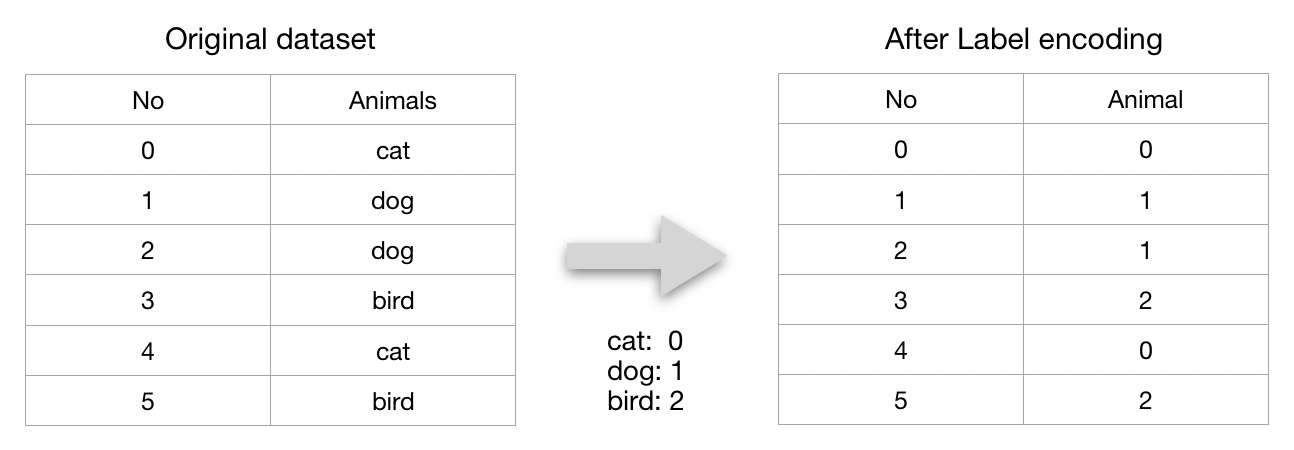 Original dataset
No Animals
0 cat
1 dog
2 dog
3 bird
4 cat
5 bird
cat: 0
dog: 1
bird: 2
After Label encoding
No Animal
0 0
1 1
2 1
3 2
4 0
5 2